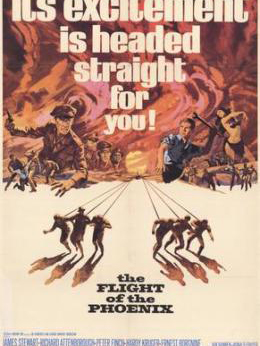 its excitement
is headed
straight
for
you!
the
FLIGHT
of the
PHOENIX
JAMES STEWART·RICHARD ATTENBOROUGH·PETER FINCH·HARDY KRUGER·ERNEST BORGNINE